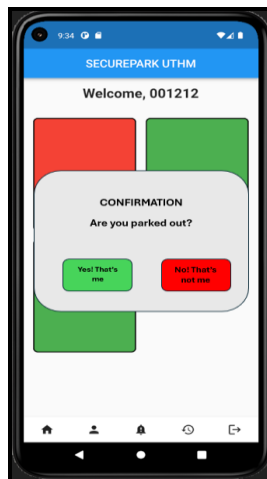 9:34
SECUREPARK UTHM
Welcome, 001212
CONFIRMATION
Are you parked out?
Yes! That's
me
No! That's
not me